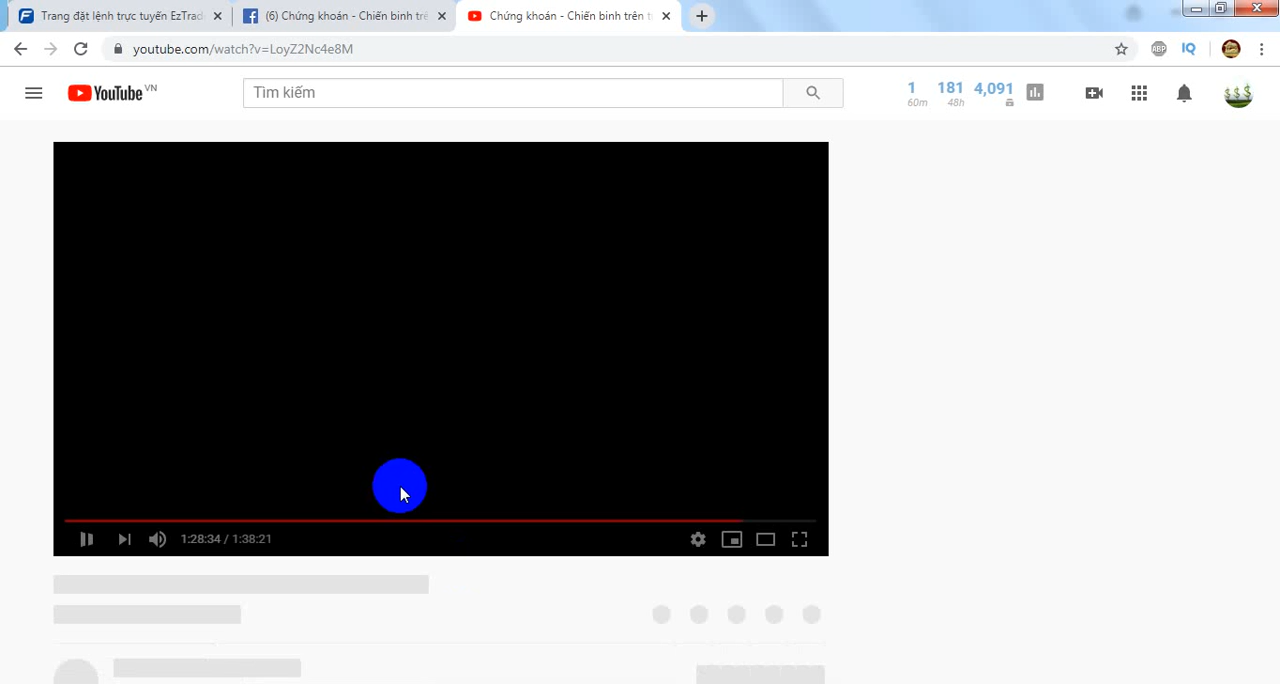 Trang đặt lệnh trực tuyến EzTrad
(6) Chứng khoán - Chiến binh trê
Chứng khoán - Chiến binh trên t
youtube.com/watch?v=LoyZ2Nc4e8M
ABP
IQ
YouTube VN
Tìm kiếm
1 181 4,091
60m 48h
1:28:34 / 1:38:21